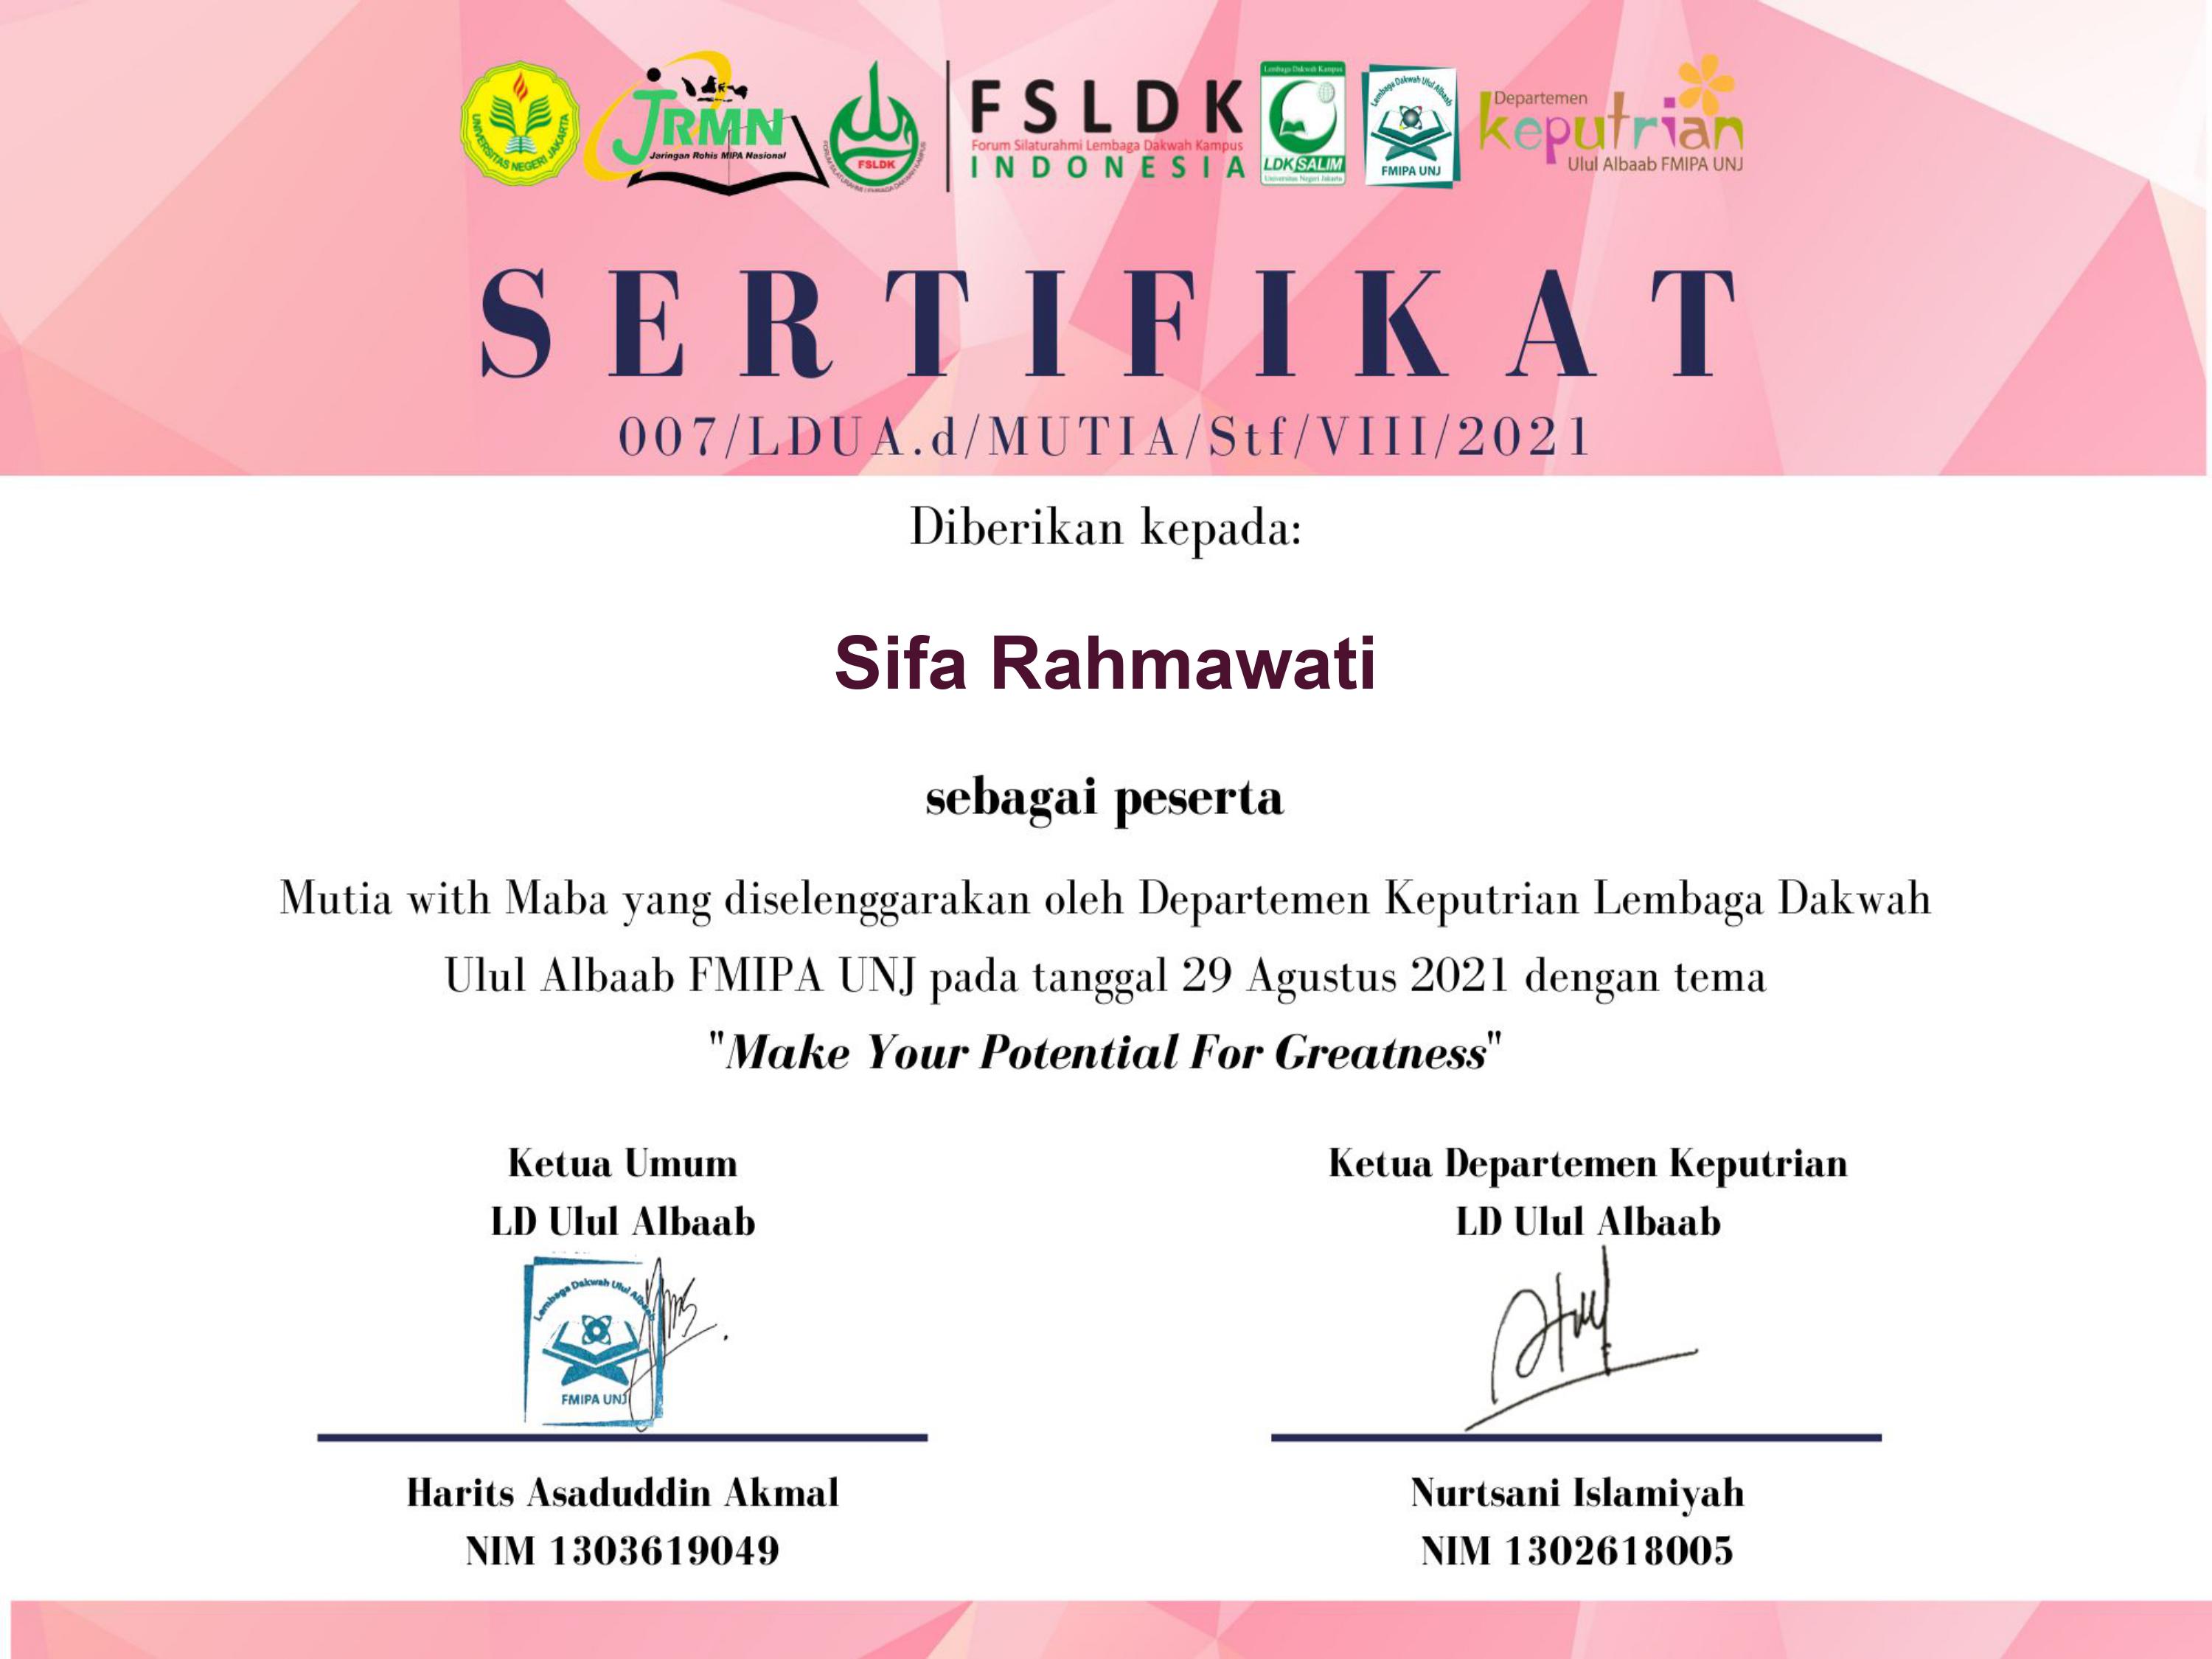 UNIVERSITAS NEGERI JAKARTA
JRMN
Jaringan Rohis MIPA Nasional
FSLDK
FORUM SILATURAHMI LEMBAGA DAKWAH KAMPUS
FSLDK
Forum Silaturahmi Lembaga Dakwah Kampus
INDONESIA
Lembaga Dakwah Kampus
LDK SALIM
Universitas Negeri Jakarta
Lembaga Dakwah Ulul Albaab
FMIPA UNJ
Departemen
keputrian
Ulul Albaab FMIPA UNJ
SERTIFIKAT
007/LDUA.d/MUTIA/Stf/VIII/2021
Diberikan kepada:
Sifa Rahmawati
sebagai peserta
Mutia with Maba yang diselenggarakan oleh Departemen Keputrian Lembaga Dakwah
Ulul Albaab FMIPA UNJ pada tanggal 29 Agustus 2021 dengan tema
"Make Your Potential For Greatness"
Ketua Umum
LD Ulul Albaab
Lembaga Dakwah Ulul Albaab
FMIPA UNJ
Harits Asaduddin Akmal
NIM 1303619049
Ketua Departemen Keputrian
LD Ulul Albaab
Nurtsani Islamiyah
NIM 1302618005